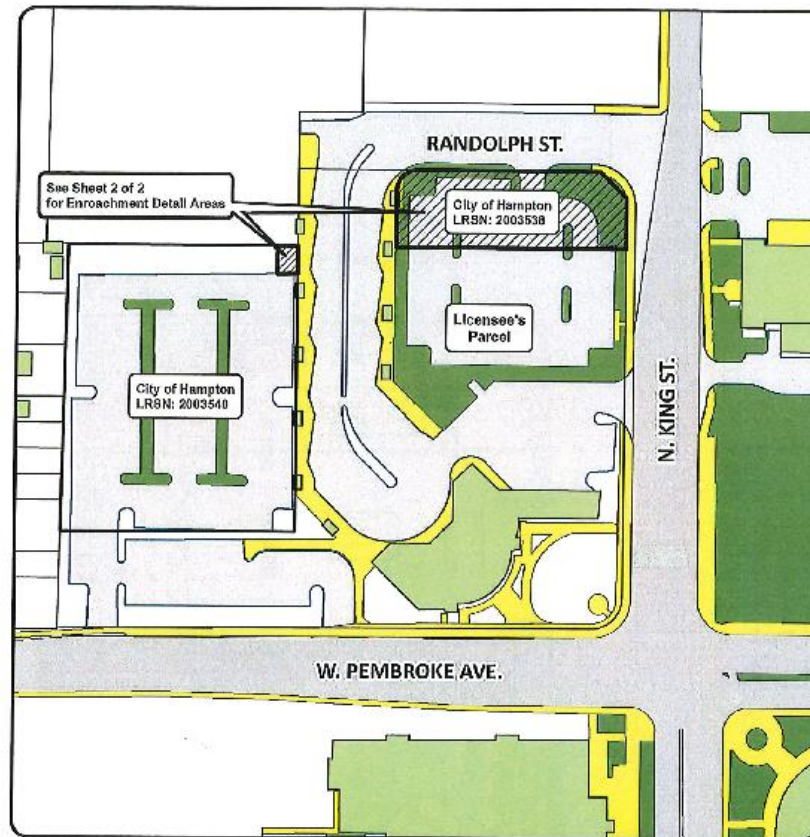 RANDOLPH ST.
See Sheet 2 of 2
for Enroachment Detail Areas
City of Hampton
LRSN: 2003538
Licensee's
Parcel
City of Hampton
LRSN: 2003540
N. KING ST.
W. PEMBROKE AVE.